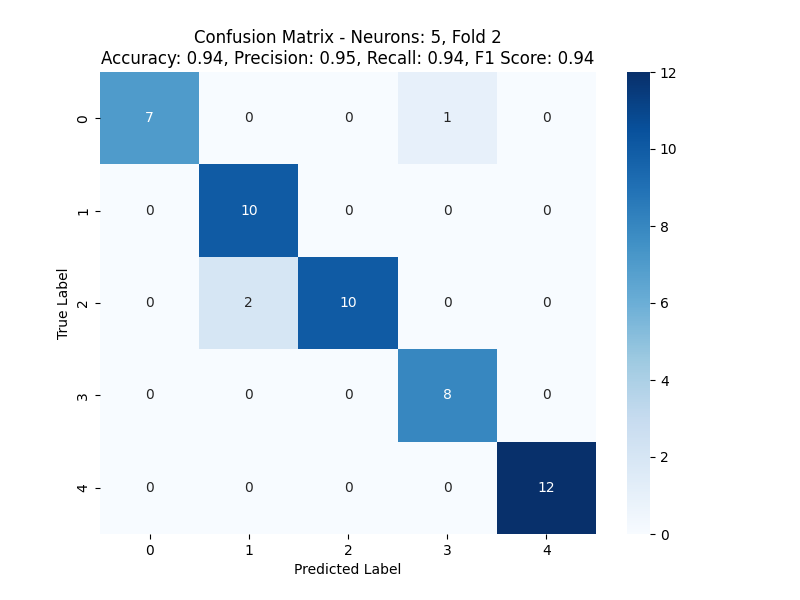 Confusion Matrix - Neurons: 5, Fold 2
Accuracy: 0.94, Precision: 0.95, Recall: 0.94, F1 Score: 0.94
True Label
0 7 0 0 1 0
1 0 10 0 0 0
2 0 2 10 0 0
3 0 0 0 8 0
4 0 0 0 0 12
0 1 2 3 4
Predicted Label
12
10
8
6
4
2
0